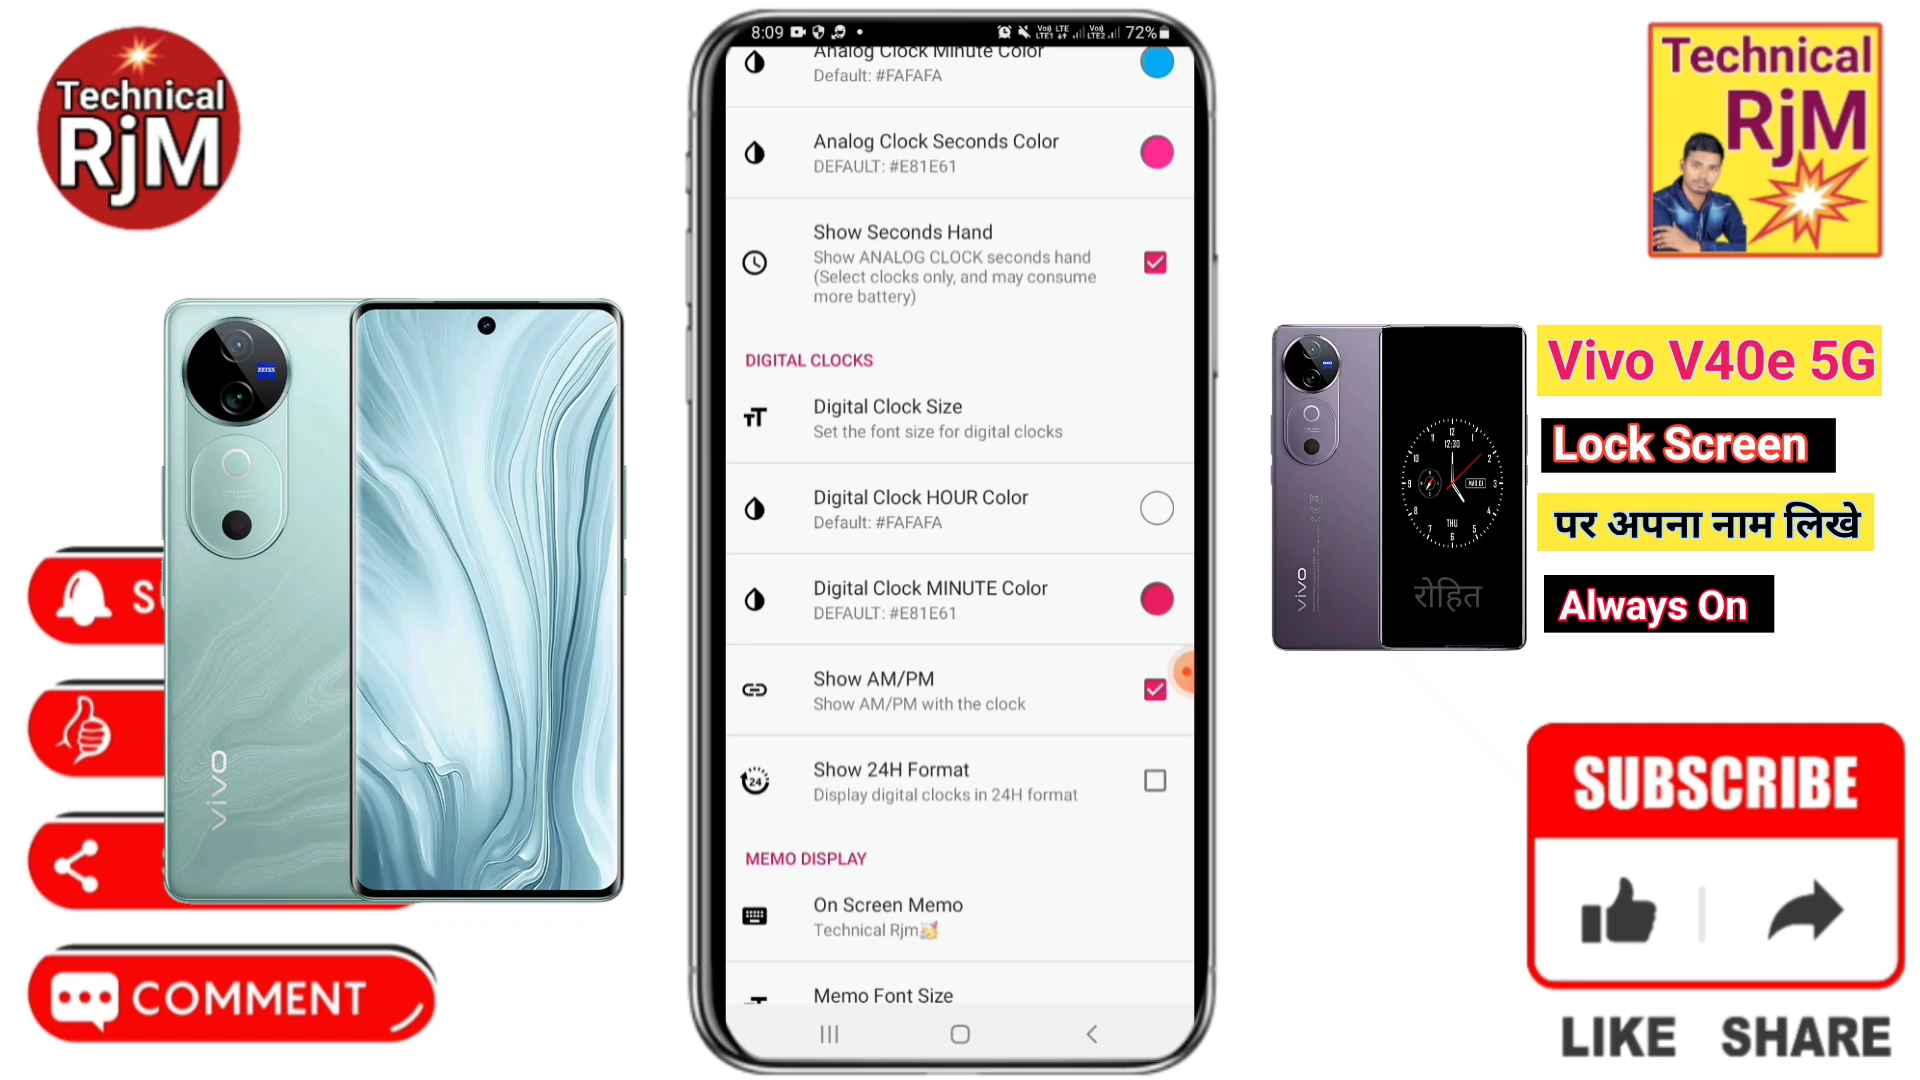 Technical
RjM
8:09
72%
Analog Clock Minute Color
Default: #FAFAFA
Analog Clock Seconds Color
DEFAULT: #E81E61
Show Seconds Hand
Show ANALOG CLOCK seconds hand
(Select clocks only, and may consume
more battery)
DIGITAL CLOCKS
Digital Clock Size
Set the font size for digital clocks
Digital Clock HOUR Color
Default: #FAFAFA
Digital Clock MINUTE Color
DEFAULT: #E81E61
Show AM/PM
Show AM/PM with the clock
24
Show 24H Format
Display digital clocks in 24H format
MEMO DISPLAY
On Screen Memo
Technical Rjm🥳
Memo Font Size
Technical
RjM
Vivo V40e 5G
Lock Screen
पर अपना नाम लिखे
Always On
12:30
THU
रोहित
vivo
ZEISS
vivo
COMMENT
SUBSCRIBE
LIKE SHARE